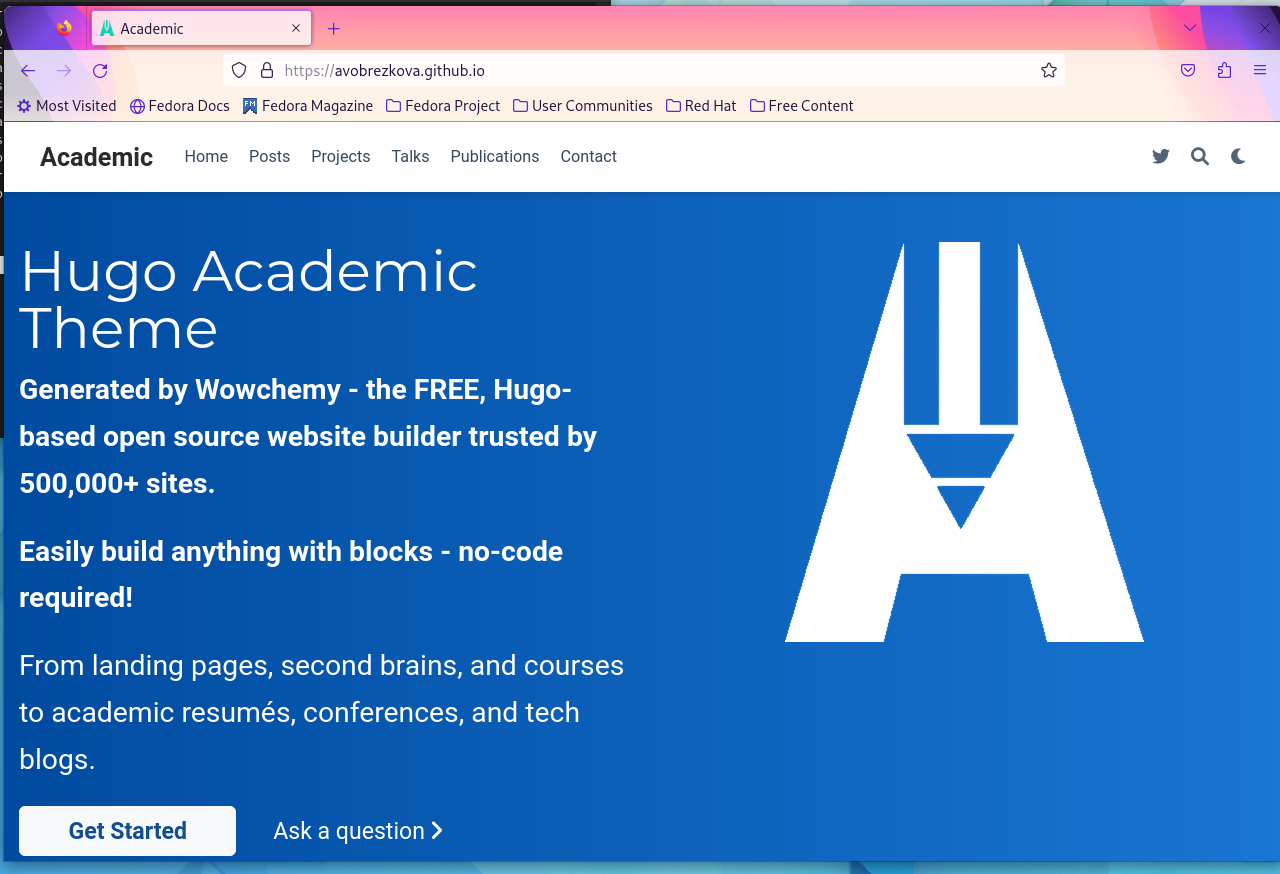 Academic
https://avobrezkova.github.io
Most Visited Fedora Docs Fedora Magazine Fedora Project User Communities Red Hat Free Content
Academic Home Posts Projects Talks Publications Contact
Hugo Academic
Theme
Generated by Wowchemy - the FREE, Hugo-
based open source website builder trusted by
500,000+ sites.
Easily build anything with blocks - no-code
required!
From landing pages, second brains, and courses
to academic resumés, conferences, and tech
blogs.
Get Started Ask a question